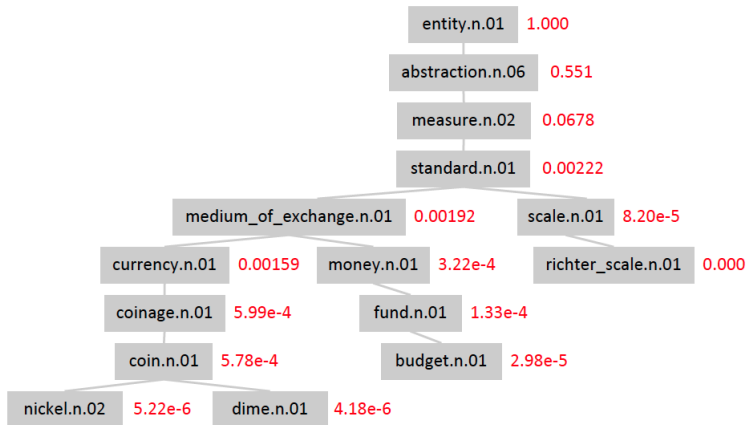 entity.n.01 1.000
abstraction.n.06 0.551
measure.n.02 0.0678
standard.n.01 0.00222
medium_of_exchange.n.01 0.00192 scale.n.01 8.20e-5
currency.n.01 0.00159 money.n.01 3.22e-4 richter_scale.n.01 0.000
coinage.n.01 5.99e-4 fund.n.01 1.33e-4
coin.n.01 5.78e-4 budget.n.01 2.98e-5
nickel.n.02 5.22e-6 dime.n.01 4.18e-6